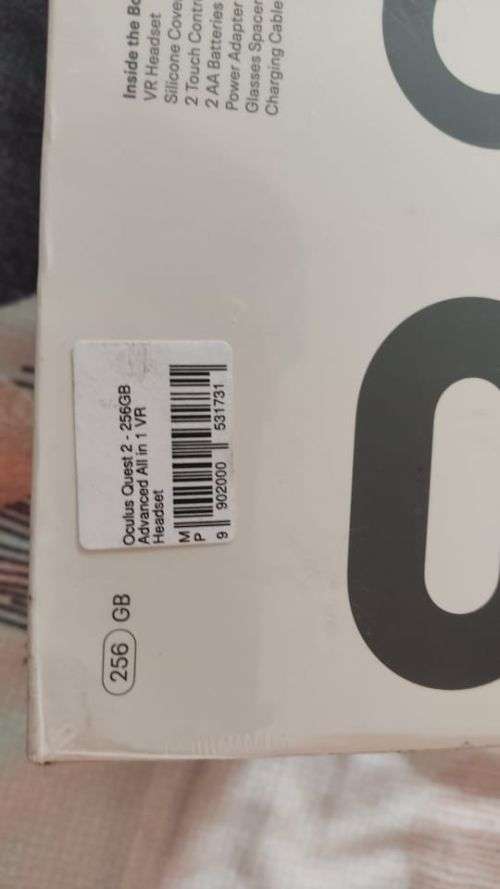 Inside the Bo
VR Headset
Silicone Cove
2 Touch Contr
2 AA Batteries
Power Adapter
Glasses Spacer
Charging Cable
Oculus Quest 2 - 256GB
Advanced All in 1 VR
Headset
M
P
9 902000 531731
256 GB